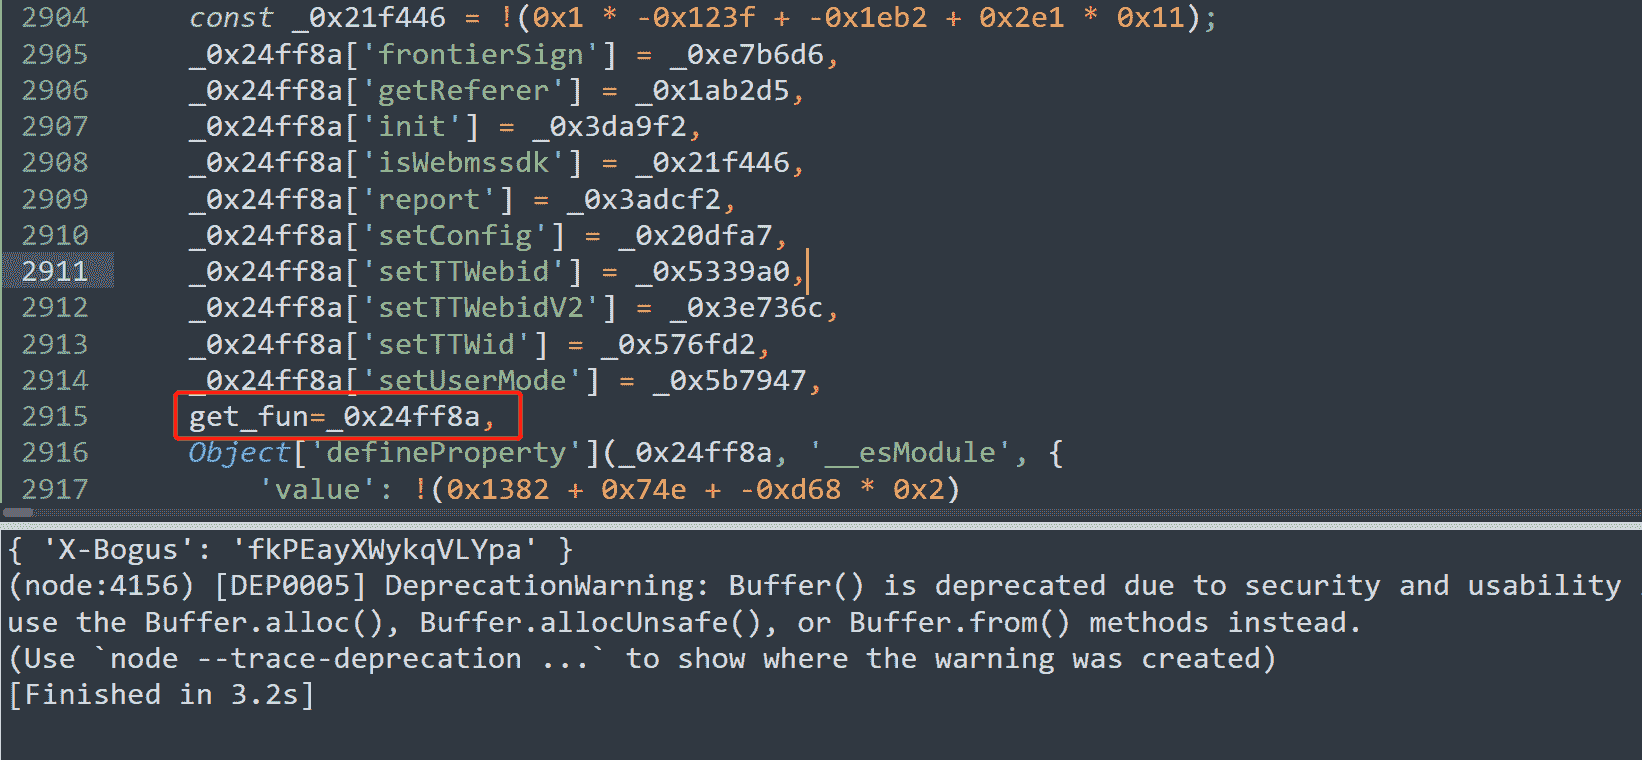 2904 const _0x21f446 = !(0x1 * -0x123f + -0x1eb2 + 0x2e1 * 0x11);
2905 _0x24ff8a['frontierSign'] = _0xe7b6d6,
2906 _0x24ff8a['getReferer'] = _0x1ab2d5,
2907 _0x24ff8a['init'] = _0x3da9f2,
2908 _0x24ff8a['isWebmssdk'] = _0x21f446,
2909 _0x24ff8a['report'] = _0x3adcf2,
2910 _0x24ff8a['setConfig'] = _0x20dfa7,
2911 _0x24ff8a['setTTWebid'] = _0x5339a0,
2912 _0x24ff8a['setTTWebidV2'] = _0x3e736c,
2913 _0x24ff8a['setTTWid'] = _0x576fd2,
2914 _0x24ff8a['setUserMode'] = _0x5b7947,
2915 get_fun=_0x24ff8a,
2916 Object['defineProperty'](_0x24ff8a, '__esModule', {
2917 'value': !(0x1382 + 0x74e + -0xd68 * 0x2)
{ 'X-Bogus': 'fkPEayXWykqVLYpa' }
(node:4156) [DEP0005] DeprecationWarning: Buffer() is deprecated due to security and usability
use the Buffer.alloc(), Buffer.allocUnsafe(), or Buffer.from() methods instead.
(Use `node --trace-deprecation ...` to show where the warning was created)
[Finished in 3.2s]